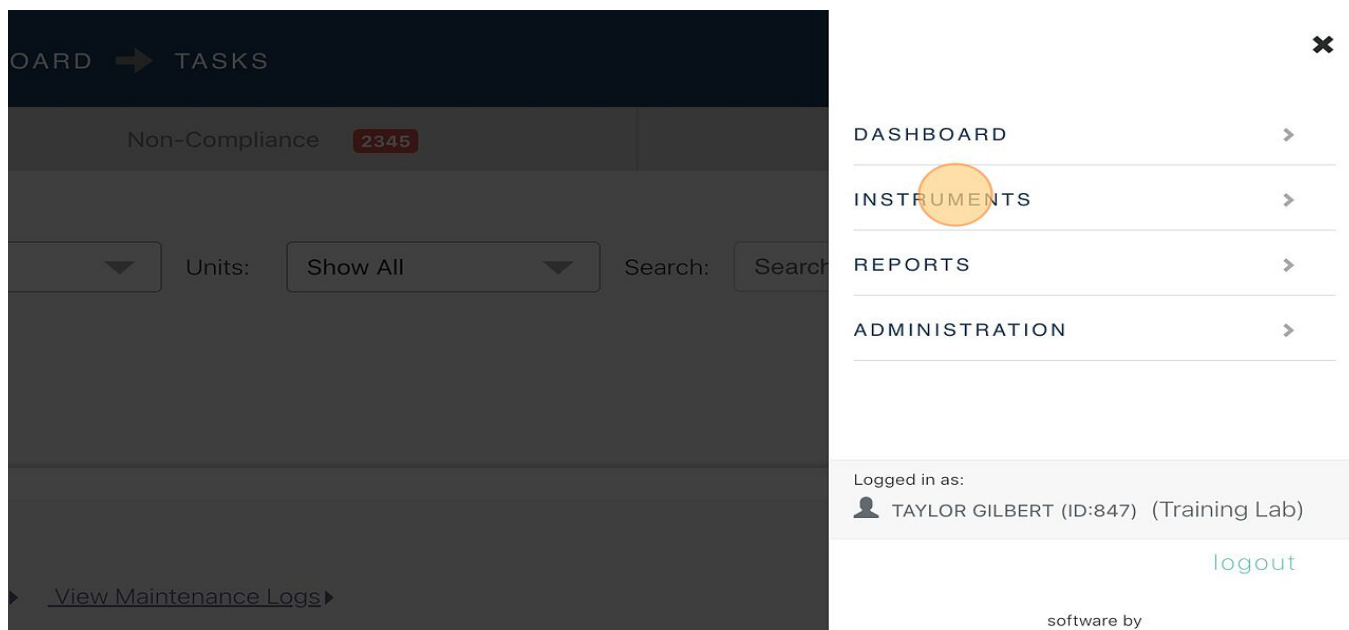 OARD TASKS
Non-Compliance 2345
Units: Show All Search: Search
View Maintenance Logs
DASHBOARD
INSTRUMENTS
REPORTS
ADMINISTRATION
Logged in as:
TAYLOR GILBERT (ID:847) (Training Lab)
logout
software by